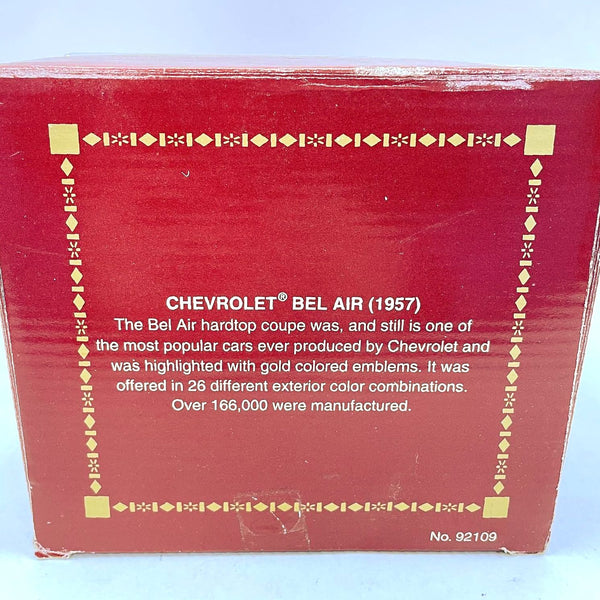 CHEVROLET® BEL AIR (1957)
The Bel Air hardtop coupe was, and still is one of
the most popular cars ever produced by Chevrolet and
was highlighted with gold colored emblems. It was
offered in 26 different exterior color combinations.
Over 166,000 were manufactured.
No. 92109